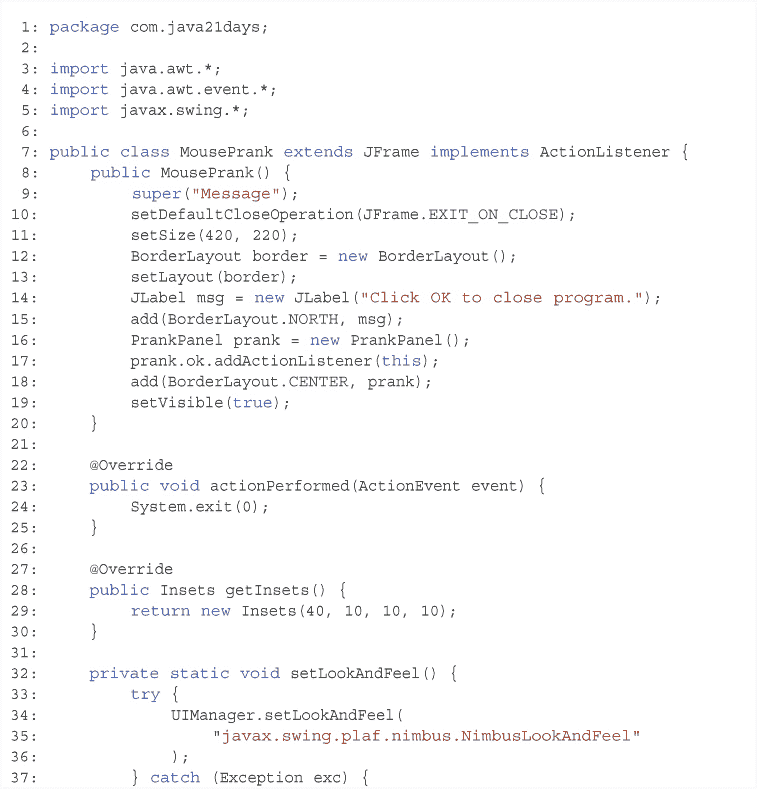 1: package com.java21days;
2:
3: import java.awt.*;
4: import java.awt.event.*;
5: import javax.swing.*;
6:
7: public class MousePrank extends JFrame implements ActionListener {
8:     public MousePrank() {
9:         super("Message");
10:         setDefaultCloseOperation(JFrame.EXIT_ON_CLOSE);
11:         setSize(420, 220);
12:         BorderLayout border = new BorderLayout();
13:         setLayout(border);
14:         JLabel msg = new JLabel("Click OK to close program.");
15:         add(BorderLayout.NORTH, msg);
16:         PrankPanel prank = new PrankPanel();
17:         prank.ok.addActionListener(this);
18:         add(BorderLayout.CENTER, prank);
19:         setVisible(true);
20:     }
21:
22:     @Override
23:     public void actionPerformed(ActionEvent event) {
24:         System.exit(0);
25:     }
26:
27:     @Override
28:     public Insets getInsets() {
29:         return new Insets(40, 10, 10, 10);
30:     }
31:
32:     private static void setLookAndFeel() {
33:         try {
34:             UIManager.setLookAndFeel(
35:                 "javax.swing.plaf.nimbus.NimbusLookAndFeel"
36:             );
37:         } catch (Exception exc) {